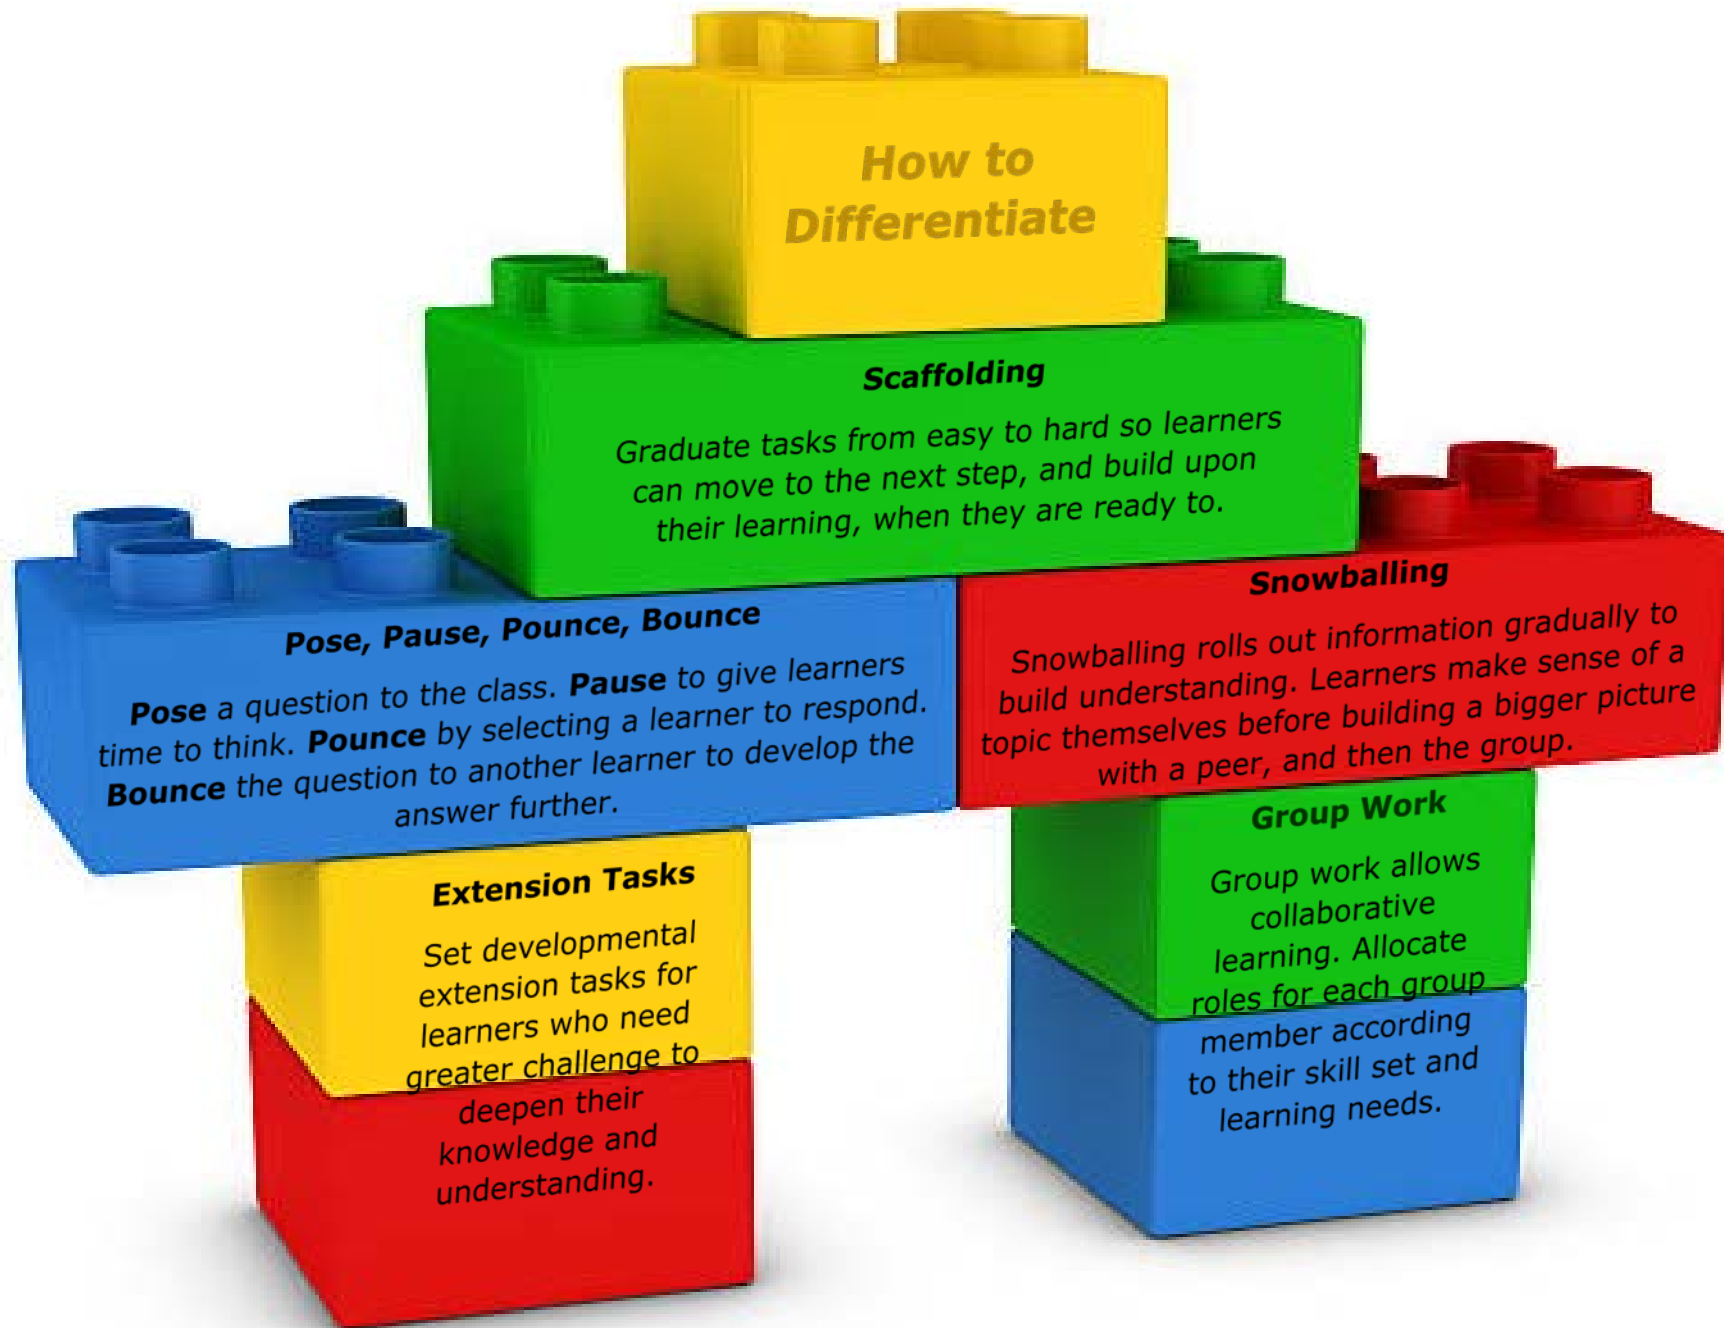 How to
Differentiate
Scaffolding
Graduate tasks from easy to hard so learners
can move to the next step, and build upon
their learning, when they are ready to.
Pose, Pause, Pounce, Bounce
Pose a question to the class. Pause to give learners
time to think. Pounce by selecting a learner to respond.
Bounce the question to another learner to develop the
answer further.
Snowballing
Snowballing rolls out information gradually to
build understanding. Learners make sense of a
topic themselves before building a bigger picture
with a peer, and then the group.
Extension Tasks
Set developmental
extension tasks for
learners who need
greater challenge to
deepen their
knowledge and
understanding.
Group Work
Group work allows
collaborative
learning. Allocate
roles for each group
member according
to their skill set and
learning needs.